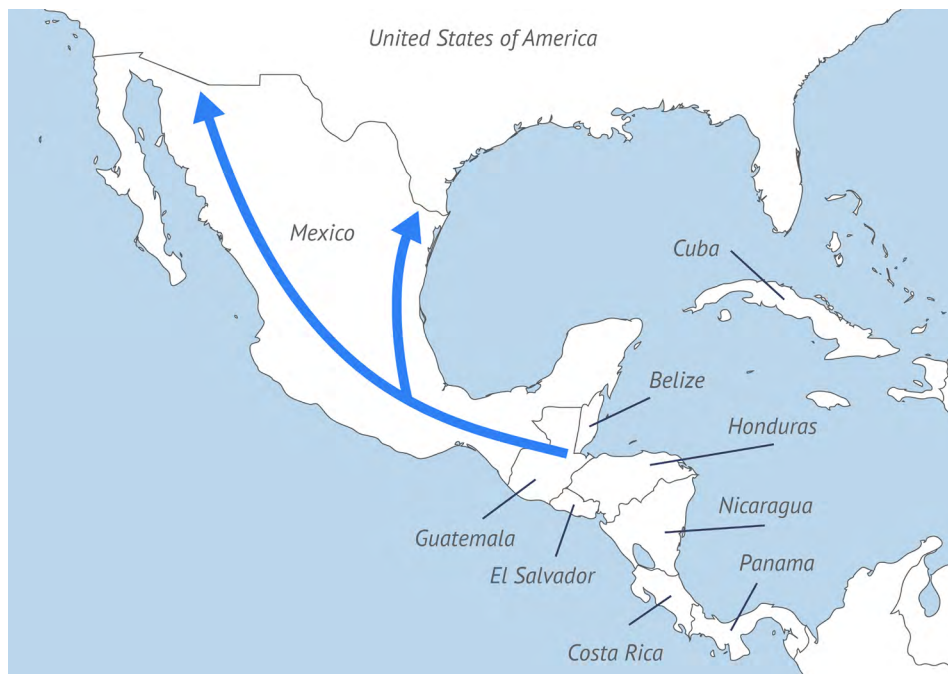 United States of America
Mexico
Cuba
Belize
Honduras
Nicaragua
Guatemala
Panama
El Salvador
Costa Rica